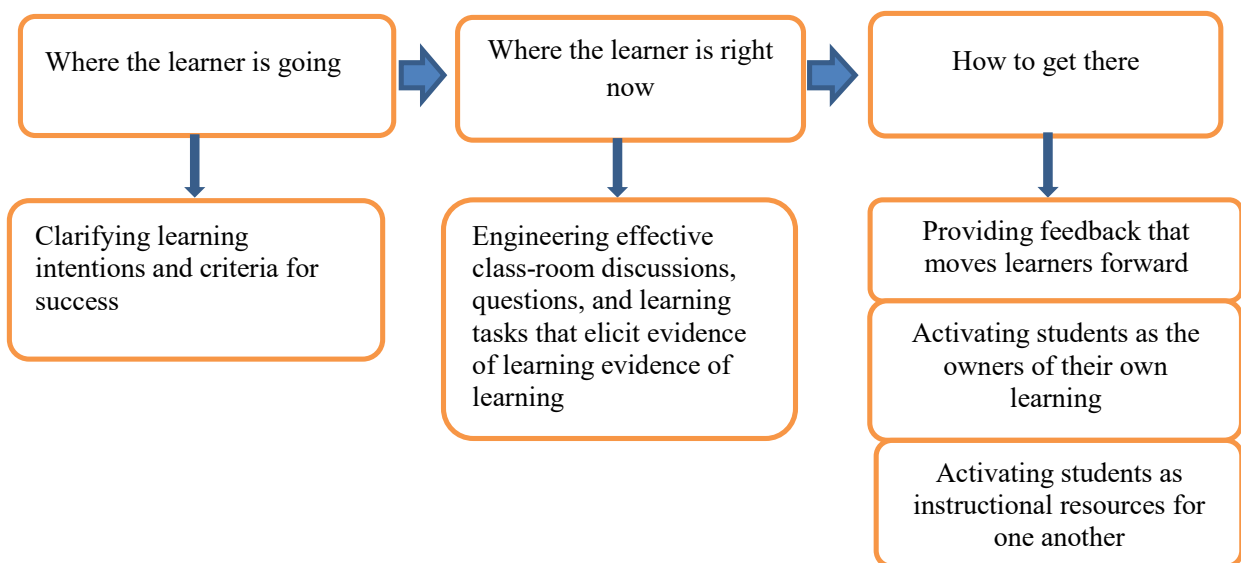 Where the learner is going
Where the learner is right
now
How to get there
Clarifying learning
intentions and criteria for
success
Engineering effective
class-room discussions,
questions, and learning
tasks that elicit evidence
of learning evidence of
learning
Providing feedback that
moves learners forward
Activating students as the
owners of their own
learning
Activating students as
instructional resources for
one another